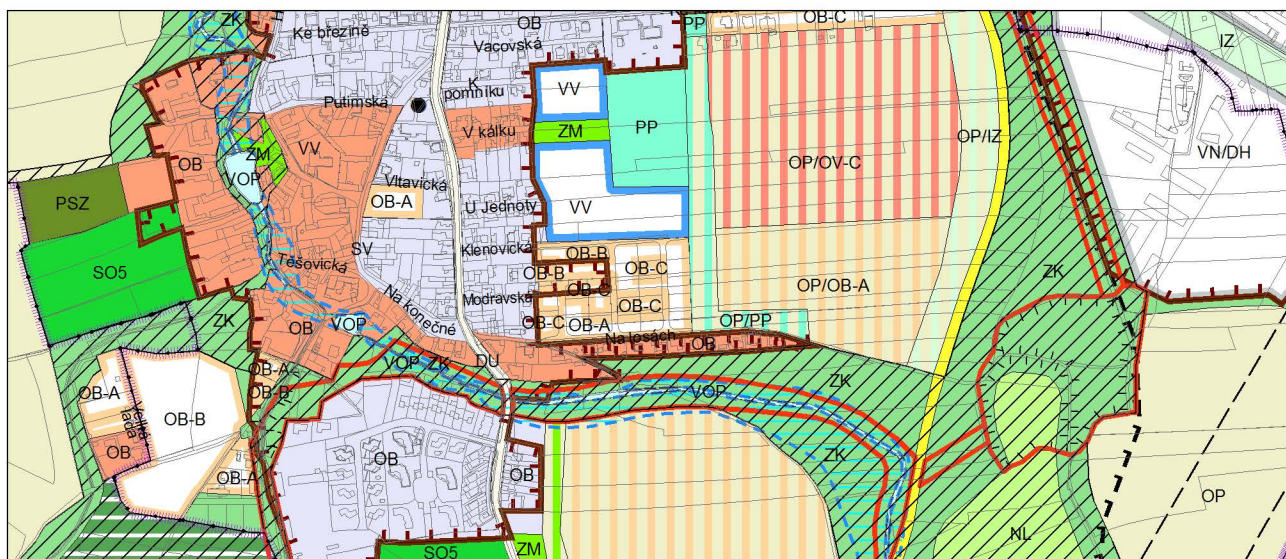 ZK
Ke březině
OB
Vacovská
PP
OB-C
IZ
K
pomníku
VV
Putimská
V kálku
ZM
PP
OP/IZ
VN/DH
OB
ZM
VV
VOP
OP/OV-C
PSZ
Vltavická
OB-A
U Jednoty
VV
SV
Klenovická
OB-B
SO5
Těšovická
OB-B
OB-C
ZK
OB-C
OP/OB-A
Modravská
OB-C
Na konečné
OB-C
OB-A
OP/PP
ZK
OB
VOP
Na losách
OB
VOP
ZK
DU
OB-A2
ZK
OB-A
OB-B
VOP
OB-B
OB
ZK
OB
OB-A
OB
OP
NL
SO5
ZM